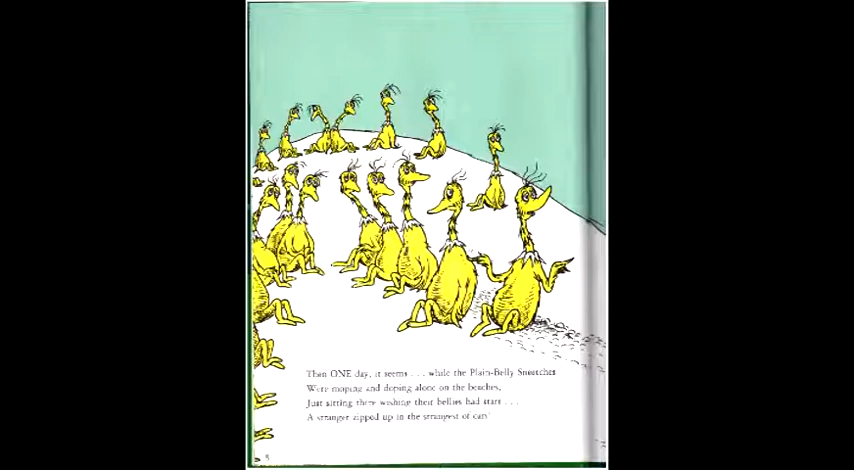 Then ONE day, it seems . . . while the Plain-Belly Sneetches
Were moping and doping alone on the beaches,
Just sitting there wishing their bellies had stars . . .
A stranger zipped up in the strangest of cars!
8